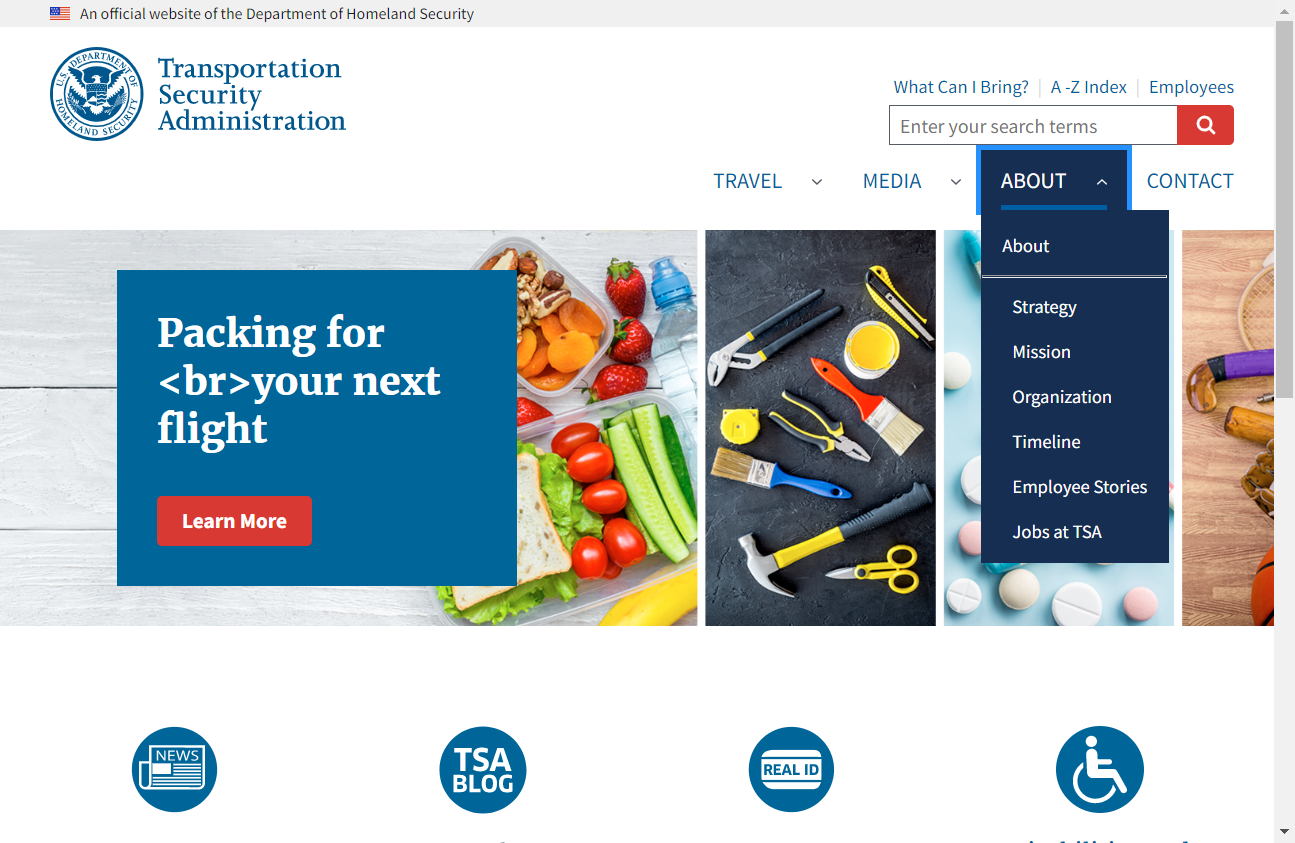 An official website of the Department of Homeland Security
U.S. DEPARTMENT OF HOMELAND SECURITY
Transportation
Security
Administration
What Can I Bring?
A -Z Index
Employees
Enter your search terms
TRAVEL
MEDIA
ABOUT
CONTACT
About
Strategy
Mission
Organization
Timeline
Employee Stories
Jobs at TSA
Packing for
<br>your next
flight
Learn More
NEWS
TSA
BLOG
REAL ID